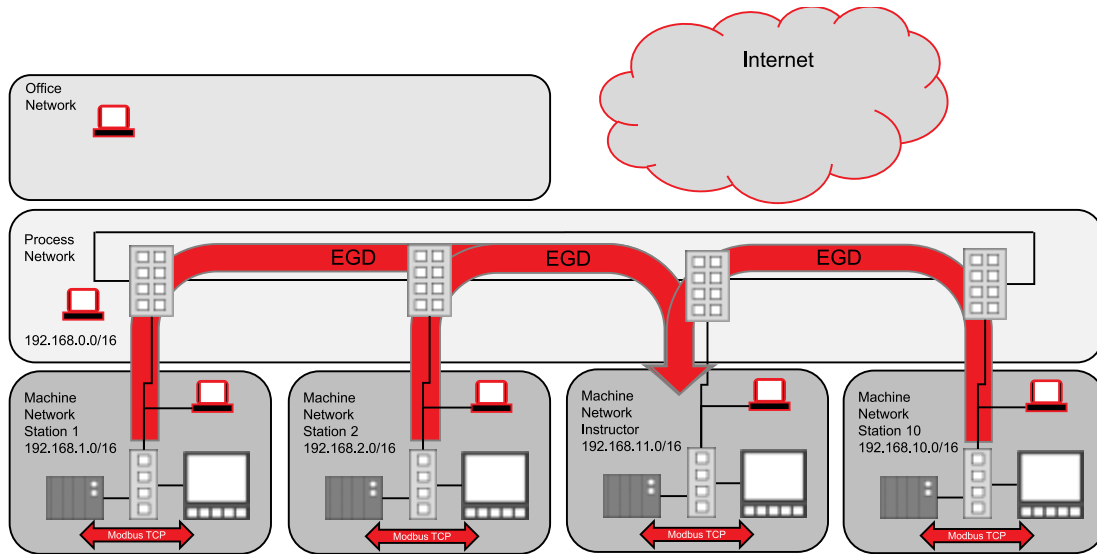 Internet
Office
Network
Process
Network
EGD
EGD
EGD
192.168.0.0/16
Machine
Network
Station 1
192.168.1.0/16
Modbus TCP
Machine
Network
Station 2
192.168.2.0/16
Modbus TCP
Machine
Network
Instructor
192.168.11.0/16
Modbus TCP
Machine
Network
Station 10
192.168.10.0/16
Modbus TCP